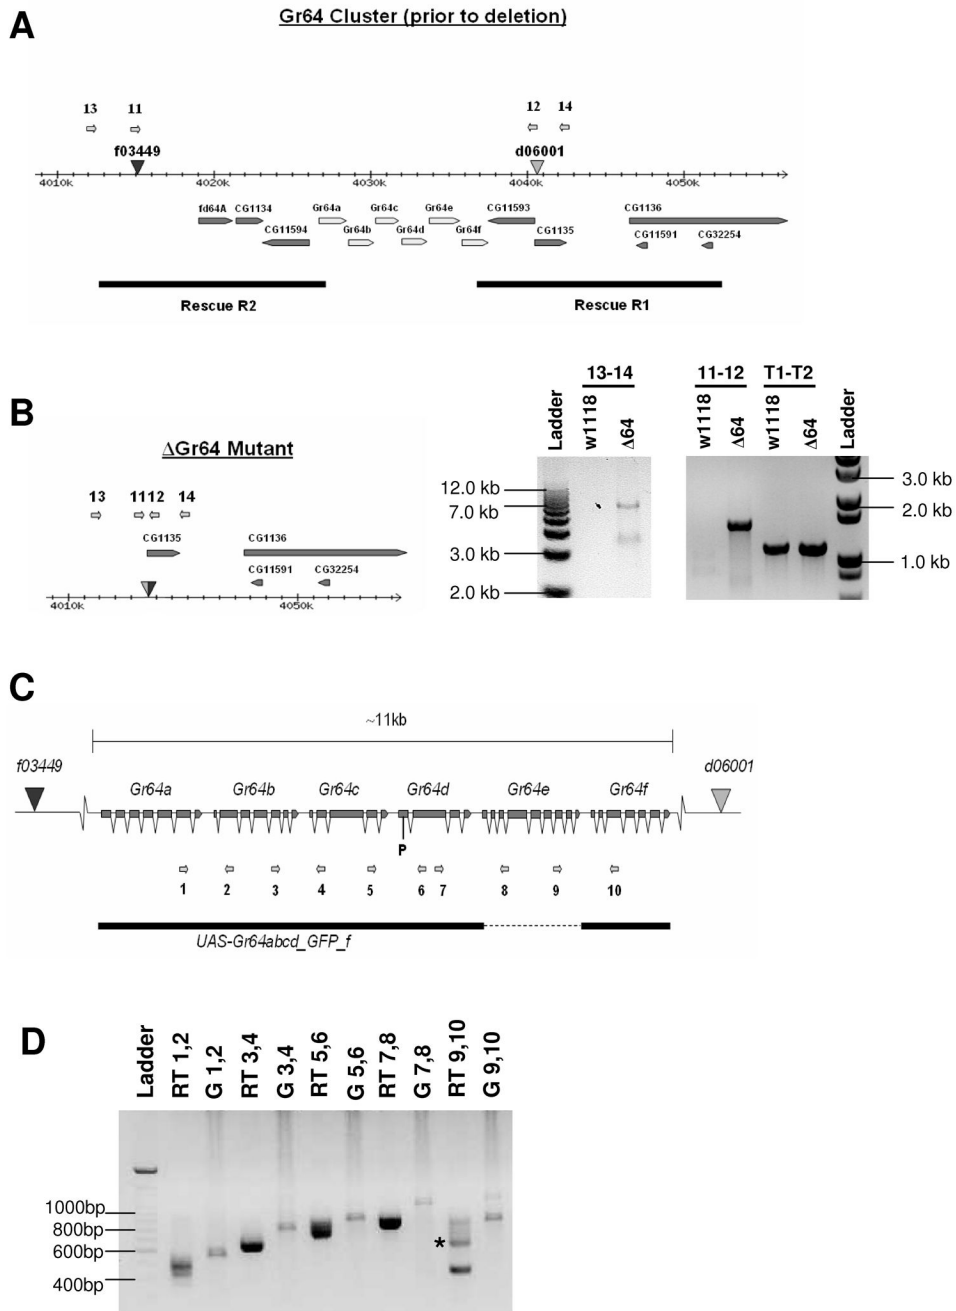 A
Gr64 Cluster (prior to deletion)
13 11 12 14
f03449 d06001
4010k 4020k 4030k 4040k 4050k
fd64A CG1134 Gr64a Gr64c Gr64e CG11593 CG1136
CG11594 Gr64b Gr64d Gr64f CG1135 CG11591 CG32254
Rescue R2 Rescue R1
B
ΔGr64 Mutant
13 11 12 14
CG1135 CG1136
CG11591 CG32254
4010k 4050k
13-14
Ladder w1118 Δ64
12.0 kb
7.0 kb
3.0 kb
2.0 kb
11-12 T1-T2
w1118 Δ64 w1118 Δ64 Ladder
3.0 kb
2.0 kb
1.0 kb
C
~11kb
f03449 d06001
Gr64a Gr64b Gr64c Gr64d Gr64e Gr64f
P
1 2 3 4 5 6 7 8 9 10
UAS-Gr64abcd_GFP_f
D
Ladder RT 1,2 G 1,2 RT 3,4 G 3,4 RT 5,6 G 5,6 RT 7,8 G 7,8 RT 9,10 G 9,10
1000bp
800bp
600bp
400bp
*